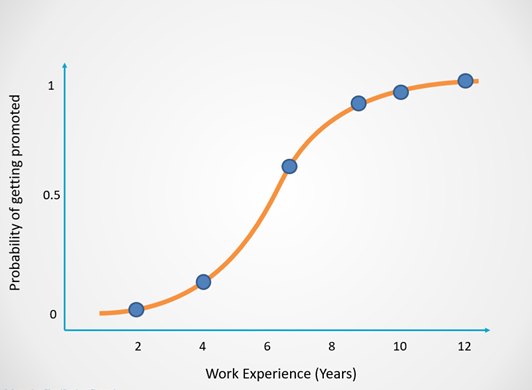 1
Probability of getting promoted
0.5
0
2 4 6 8 10 12
Work Experience (Years)